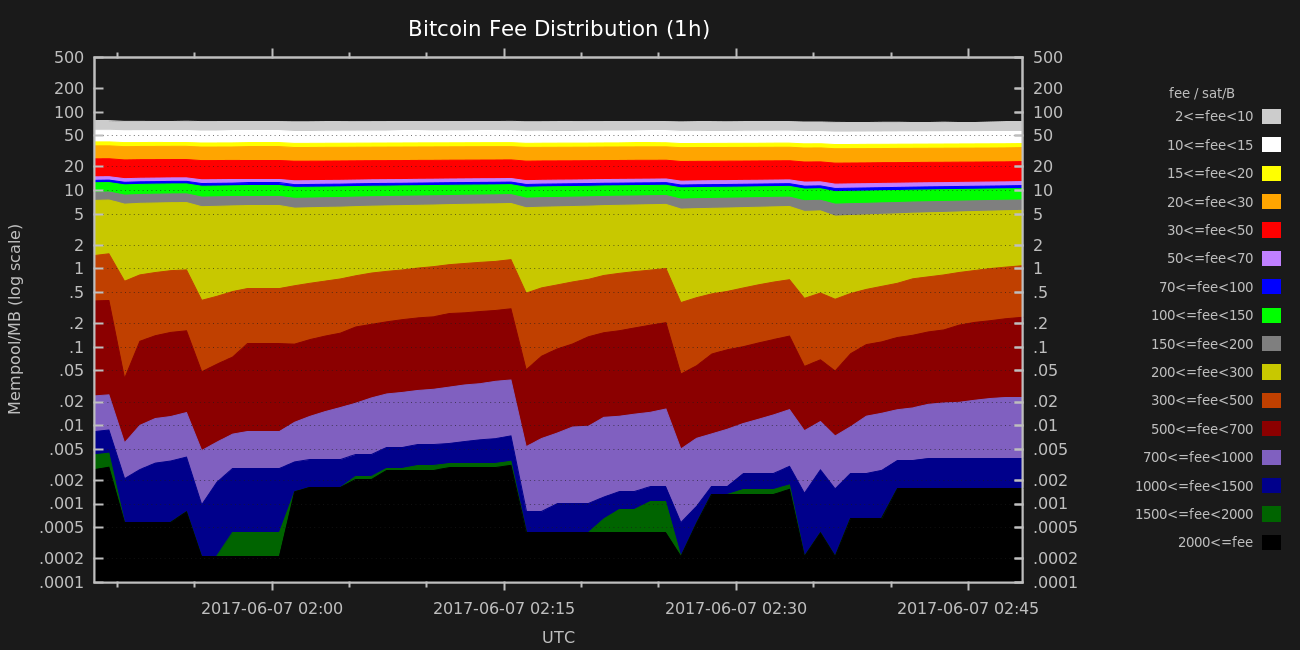 Bitcoin Fee Distribution (1h)
500
200
100
50
20
10
5
2
1
.5
.2
.1
.05
.02
.01
.005
.002
.001
.0005
.0002
.0001
Mempool/MB (log scale)
500
200
100
50
20
10
5
2
1
.5
.2
.1
.05
.02
.01
.005
.002
.001
.0005
.0002
.0001
2017-06-07 02:00
2017-06-07 02:15
2017-06-07 02:30
2017-06-07 02:45
UTC
fee / sat/B
2<=fee<10
10<=fee<15
15<=fee<20
20<=fee<30
30<=fee<50
50<=fee<70
70<=fee<100
100<=fee<150
150<=fee<200
200<=fee<300
300<=fee<500
500<=fee<700
700<=fee<1000
1000<=fee<1500
1500<=fee<2000
2000<=fee